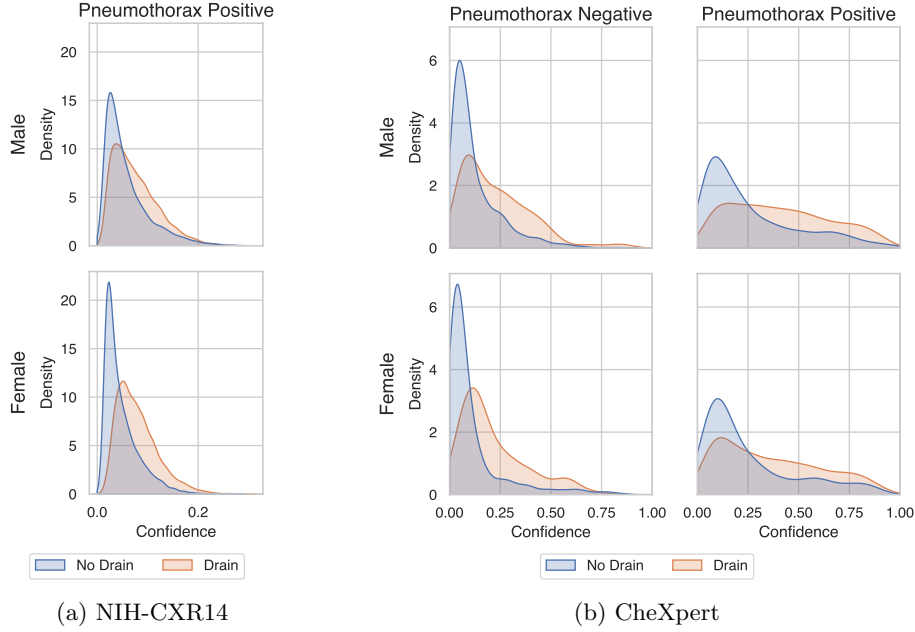 Pneumothorax Positive
Male
Density
20
15
10
5
0
Female
Density
20
15
10
5
0
0.0 0.2
Confidence
No Drain Drain
(a) NIH-CXR14
Pneumothorax Negative Pneumothorax Positive
Male
Density
6
4
2
0
Female
Density
6
4
2
0
0.00 0.25 0.50 0.75 1.00 0.00 0.25 0.50 0.75 1.00
Confidence Confidence
No Drain Drain
(b) CheXpert